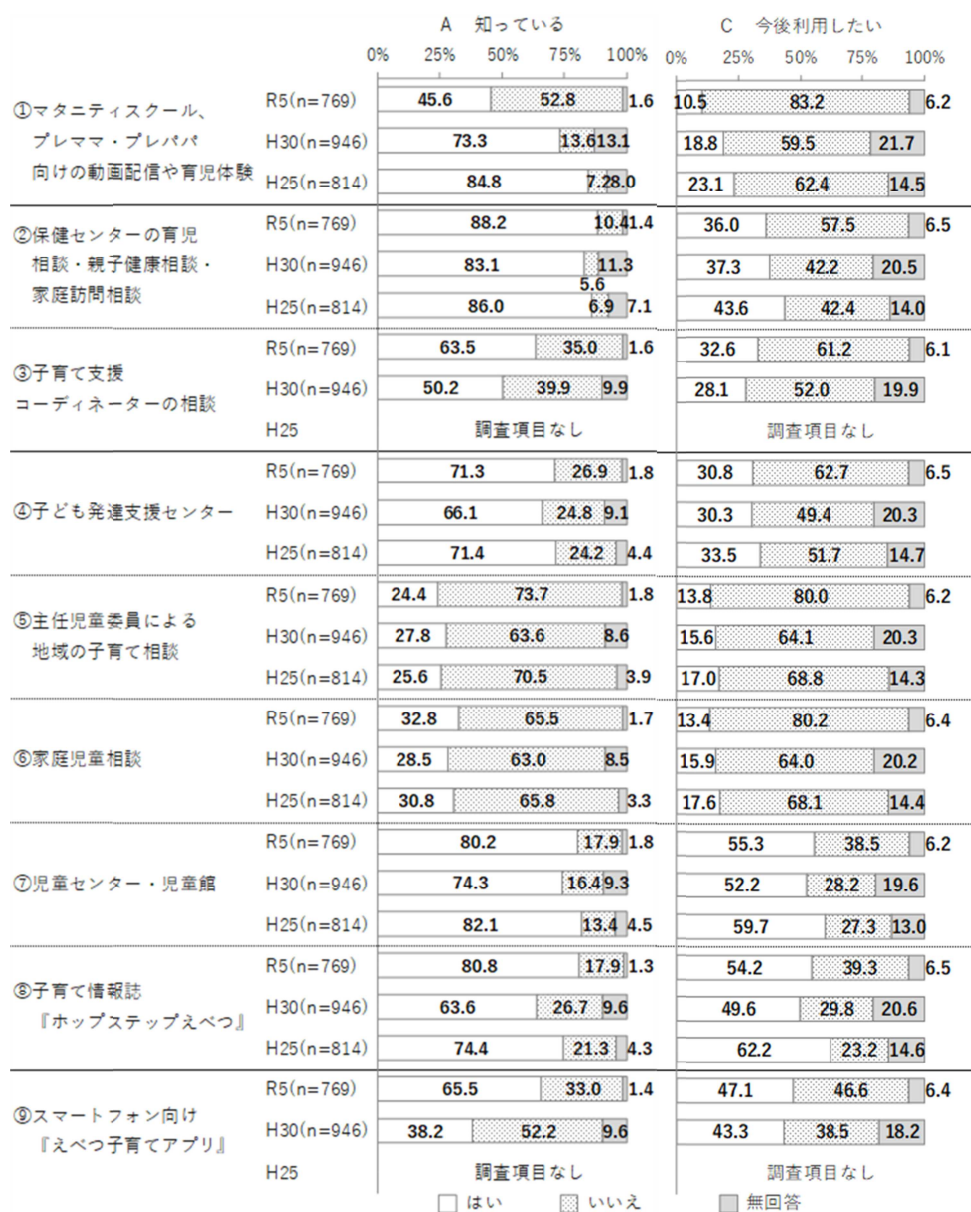 A 知っている C 今後利用したい
0% 25% 50% 75% 100% 0% 25% 50% 75% 100%
①マタニティスクール、
プレママ・プレパパ
向けの動画配信や育児体験
R5(n=769) 45.6 52.8 1.6 10.5 83.2 6.2
H30(n=946) 73.3 13.6 13.1 18.8 59.5 21.7
H25(n=814) 84.8 7.2 8.0 23.1 62.4 14.5
②保健センターの育児
相談・親子健康相談・
家庭訪問相談
R5(n=769) 88.2 10.4 1.4 36.0 57.5 6.5
H30(n=946) 83.1 5.6 11.3 37.3 42.2 20.5
H25(n=814) 86.0 6.9 7.1 43.6 42.4 14.0
③子育て支援
コーディネーターの相談
R5(n=769) 63.5 35.0 1.6 32.6 61.2 6.1
H30(n=946) 50.2 39.9 9.9 28.1 52.0 19.9
H25 調査項目なし 調査項目なし
④子ども発達支援センター
R5(n=769) 71.3 26.9 1.8 30.8 62.7 6.5
H30(n=946) 66.1 24.8 9.1 30.3 49.4 20.3
H25(n=814) 71.4 24.2 4.4 33.5 51.7 14.7
⑤主任児童委員による
地域の子育て相談
R5(n=769) 24.4 73.7 1.8 13.8 80.0 6.2
H30(n=946) 27.8 63.6 8.6 15.6 64.1 20.3
H25(n=814) 25.6 70.5 3.9 17.0 68.8 14.3
⑥家庭児童相談
R5(n=769) 32.8 65.5 1.7 13.4 80.2 6.4
H30(n=946) 28.5 63.0 8.5 15.9 64.0 20.2
H25(n=814) 30.8 65.8 3.3 17.6 68.1 14.4
⑦児童センター・児童館
R5(n=769) 80.2 17.9 1.8 55.3 38.5 6.2
H30(n=946) 74.3 16.4 9.3 52.2 28.2 19.6
H25(n=814) 82.1 13.4 4.5 59.7 27.3 13.0
⑧子育て情報誌
『ホップステップえべつ』
R5(n=769) 80.8 17.9 1.3 54.2 39.3 6.5
H30(n=946) 63.6 26.7 9.6 49.6 29.8 20.6
H25(n=814) 74.4 21.3 4.3 62.2 23.2 14.6
⑨スマートフォン向け
『えべつ子育てアプリ』
R5(n=769) 65.5 33.0 1.4 47.1 46.6 6.4
H30(n=946) 38.2 52.2 9.6 43.3 38.5 18.2
H25 調査項目なし 調査項目なし
はい いいえ 無回答